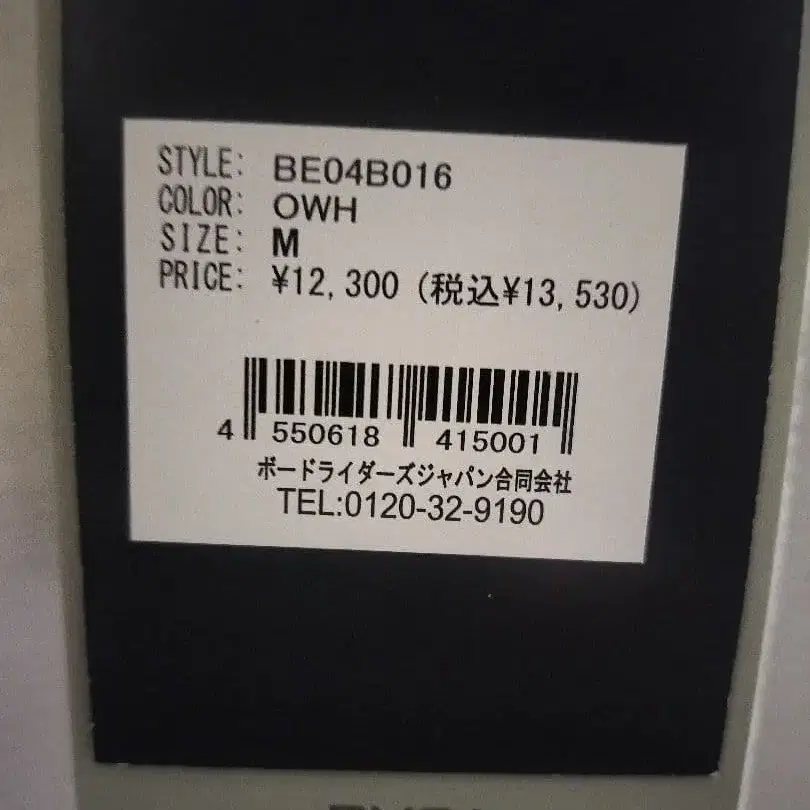 STYLE: BE04B016
COLOR: OWH
SIZE: M
PRICE: ¥12,300 (税込¥13,530)
4 550618 415001
ボードライダーズジャパン合同会社
TEL:0120-32-9190